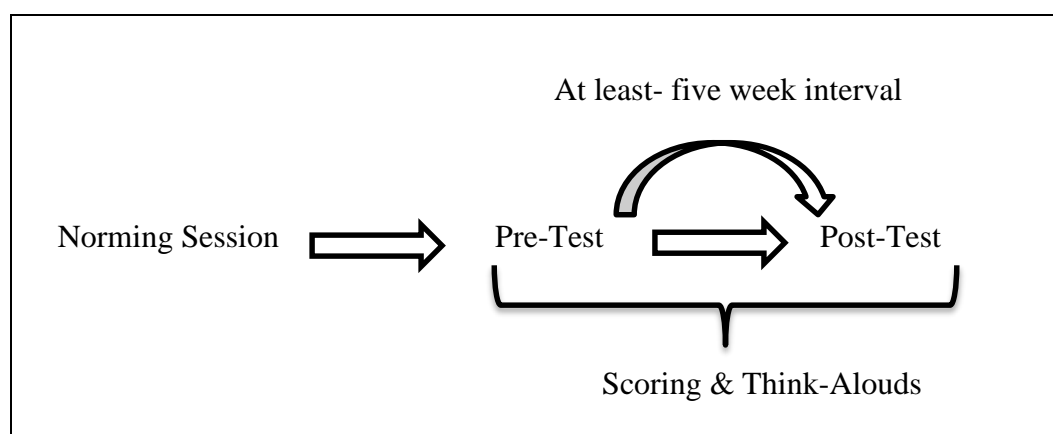 At least- five week interval
Norming Session Pre-Test Post-Test
Scoring & Think-Alouds